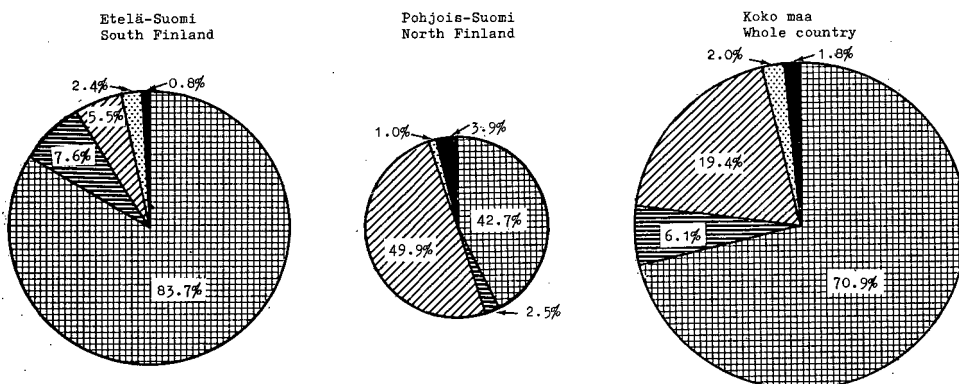 Etelä-Suomi
South Finland
2.4%
0.8%
5.5%
7.6%
83.7%
Pohjois-Suomi
North Finland
1.0%
3.9%
42.7%
49.9%
2.5%
Koko maa
Whole country
2.0%
1.8%
19.4%
6.1%
70.9%